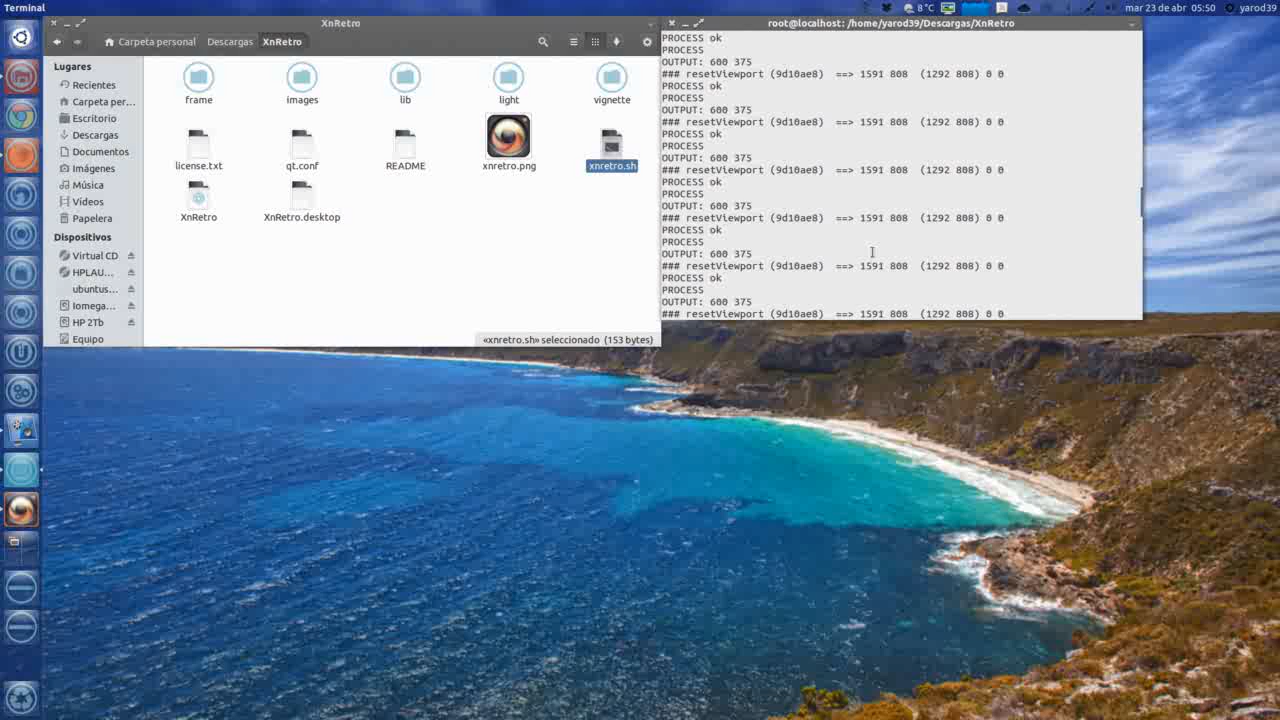 Terminal
8 °C
mar 23 de abr 05:50
yarod39
XnRetro
Carpeta personal
Descargas
XnRetro
Lugares
Recientes
Carpeta per...
Escritorio
Descargas
Documentos
Imágenes
Música
Vídeos
Papelera
Dispositivos
Virtual CD
HPLAU...
ubuntus...
Iomega...
HP 2Tb
Equipo
frame
images
lib
light
vignette
license.txt
qt.conf
README
xnretro.png
xnretro.sh
XnRetro
XnRetro.desktop
«xnretro.sh» seleccionado (153 bytes)
root@localhost: /home/yarod39/Descargas/XnRetro
PROCESS ok
PROCESS
OUTPUT: 600 375
### resetViewport (9d10ae8) ==> 1591 808 (1292 808) 0 0
PROCESS ok
PROCESS
OUTPUT: 600 375
### resetViewport (9d10ae8) ==> 1591 808 (1292 808) 0 0
PROCESS ok
PROCESS
OUTPUT: 600 375
### resetViewport (9d10ae8) ==> 1591 808 (1292 808) 0 0
PROCESS ok
PROCESS
OUTPUT: 600 375
### resetViewport (9d10ae8) ==> 1591 808 (1292 808) 0 0
PROCESS ok
PROCESS
OUTPUT: 600 375
### resetViewport (9d10ae8) ==> 1591 808 (1292 808) 0 0
PROCESS ok
PROCESS
OUTPUT: 600 375
### resetViewport (9d10ae8) ==> 1591 808 (1292 808) 0 0